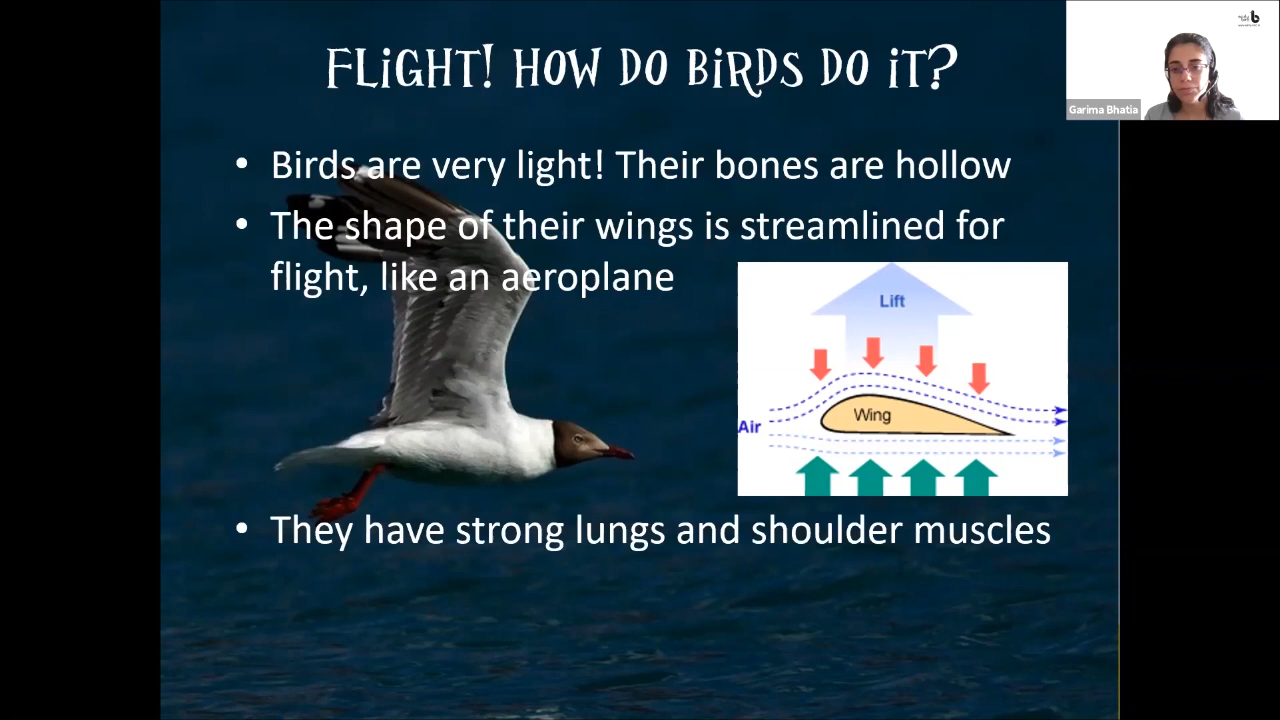 FLiGHT! HOW DO BiRDS DO iT?
Garima Bhatia
• Birds are very light! Their bones are hollow
• The shape of their wings is streamlined for
flight, like an aeroplane
Lift
Wing
Air
• They have strong lungs and shoulder muscles